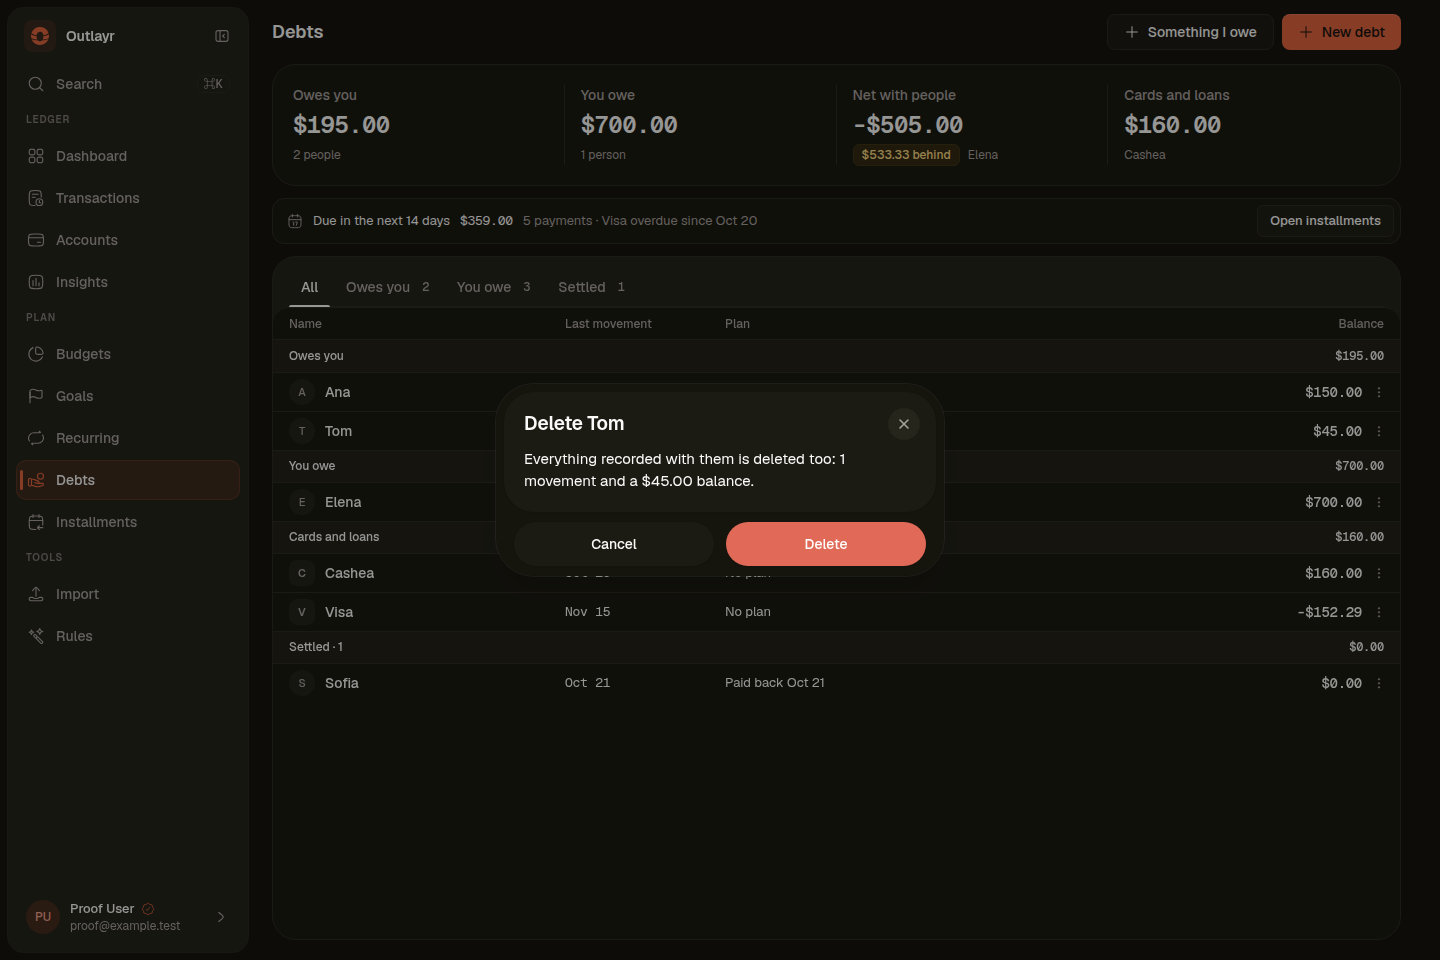 Outlayr
Search ⌘K
LEDGER
Dashboard
Transactions
Accounts
Insights
PLAN
Budgets
Goals
Recurring
Debts
Installments
TOOLS
Import
Rules
PU
Proof User
proof@example.test
Debts
Something I owe
New debt
Owes you
$195.00
2 people
You owe
$700.00
1 person
Net with people
-$505.00
$533.33 behind Elena
Cards and loans
$160.00
Cashea
Due in the next 14 days $359.00 5 payments · Visa overdue since Oct 20
Open installments
All Owes you 2 You owe 3 Settled 1
Name Last movement Plan Balance
Owes you $195.00
A Ana $150.00
T Tom $45.00
You owe $700.00
E Elena $700.00
Cards and loans $160.00
C Cashea $160.00
V Visa Nov 15 No plan -$152.29
Settled · 1 $0.00
S Sofia Oct 21 Paid back Oct 21 $0.00
Delete Tom
Everything recorded with them is deleted too: 1
movement and a $45.00 balance.
Cancel
Delete